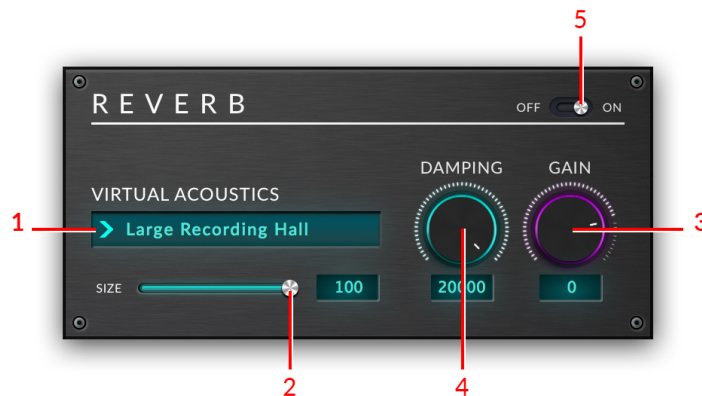 5
REVERB
OFF ON
DAMPING GAIN
VIRTUAL ACOUSTICS
1 Large Recording Hall 3
SIZE 100 20000 0
2 4